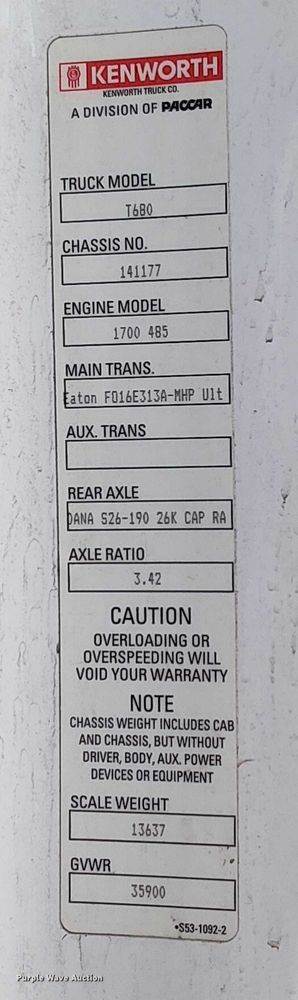 KENWORTH
KENWORTH TRUCK CO.
A DIVISION OF PACCAR
TRUCK MODEL
T680
CHASSIS NO.
141177
ENGINE MODEL
1700 485
MAIN TRANS.
Eaton FO16E313A-MHP Ult
AUX. TRANS
REAR AXLE
DANA S26-190 26K CAP RA
AXLE RATIO
3.42
CAUTION
OVERLOADING OR
OVERSPEEDING WILL
VOID YOUR WARRANTY
NOTE
CHASSIS WEIGHT INCLUDES CAB
AND CHASSIS, BUT WITHOUT
DRIVER, BODY, AUX. POWER
DEVICES OR EQUIPMENT
SCALE WEIGHT
13637
GVWR
35900
•S53-1092-2
Purple Wave Auction